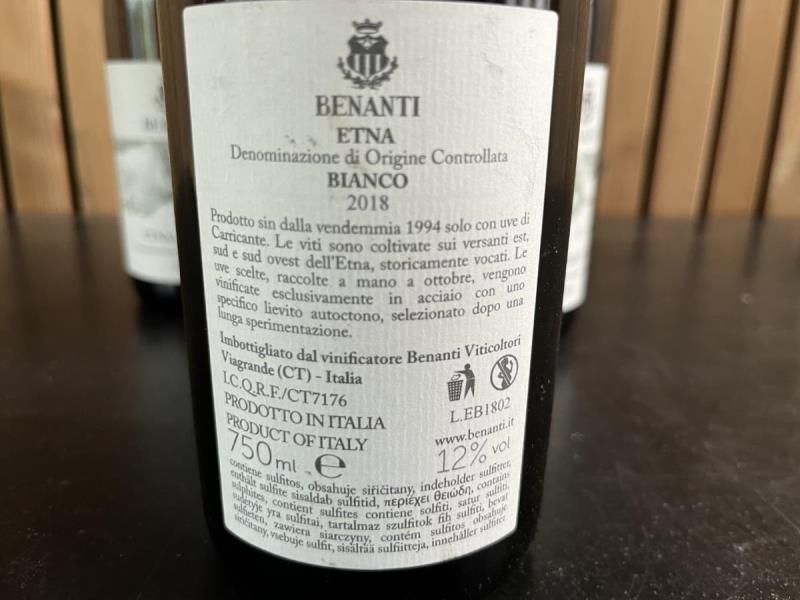 BENANTI
ETNA
Denominazione di Origine Controllata
BIANCO
2018
Prodotto sin dalla vendemmia 1994 solo con uve di
Carricante. Le viti sono coltivate sui versanti est,
sud e sud ovest dell'Etna, storicamente vocati. Le
uve scelte, raccolte a mano a ottobre, vengono
vinificate esclusivamente in acciaio con uno
specifico lievito autoctono, selezionato dopo una
lunga sperimentazione.
Imbottigliato dal vinificatore Benanti Viticoltori
Viagrande (CT) - Italia
I.C.Q.R.F./CT7176
PRODOTTO IN ITALIA
PRODUCT OF ITALY
L.EB1802
www.benanti.it
750ml e 12% vol
contiene sulfitos, obsahuje siřičitany, indeholder sulfitter,
enthält sulfite sisaldab sulfitid, περιέχει θειώδη, contains
sulphites, contient sulfites contiene solfiti, satur sulfiti,
sudetyje yra sulfitai, tartalmaz szulfitok fih sulfiti, bevat
sulfieten, zawiera siarczyny, contém sulfitos obsahuje
siričitany, vsebuje sulfit, sisältää sulfiitteja, innehåller sulfiter